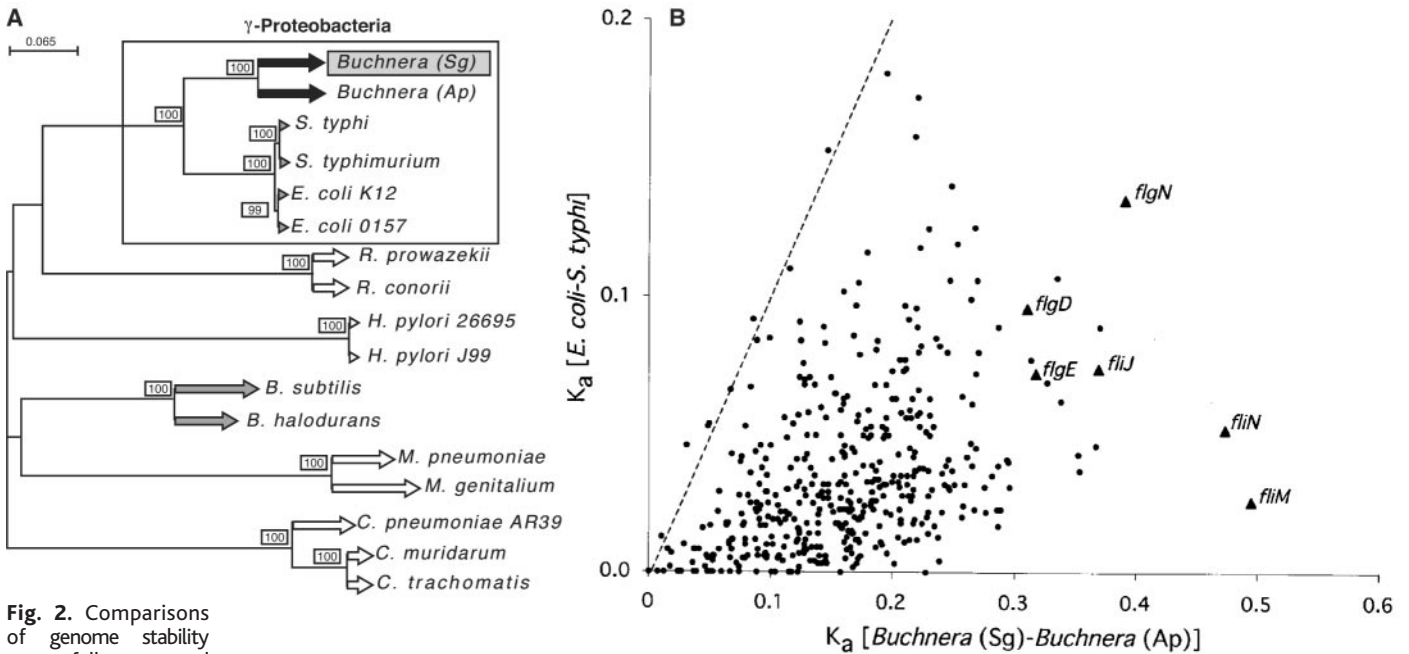 A
0.065
γ-Proteobacteria
100
Buchnera (Sg)
Buchnera (Ap)
100
100
S. typhi
100
S. typhimurium
E. coli K12
99
E. coli 0157
100
R. prowazekii
R. conorii
100
H. pylori 26695
H. pylori J99
100
B. subtilis
B. halodurans
100
M. pneumoniae
M. genitalium
100
C. pneumoniae AR39
100
C. muridarum
C. trachomatis
Fig. 2. Comparisons
of genome stability
B
0.2
0.1
0.0
Ka [E. coli-S. typhi]
flgN
flgD
flgE
fliJ
fliN
fliM
0 0.1 0.2 0.3 0.4 0.5 0.6
Ka [Buchnera (Sg)-Buchnera (Ap)]